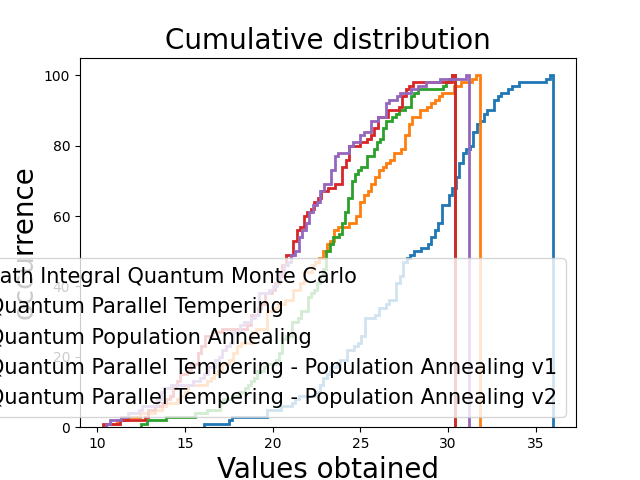 Cumulative distribution
100
80
60
40
20
0
10 15 20 25 30 35
Values obtained
Integral Quantum Monte Carlo
Quantum Parallel Tempering
Quantum Population Annealing
Quantum Parallel Tempering - Population Annealing v1
Quantum Parallel Tempering - Population Annealing v2